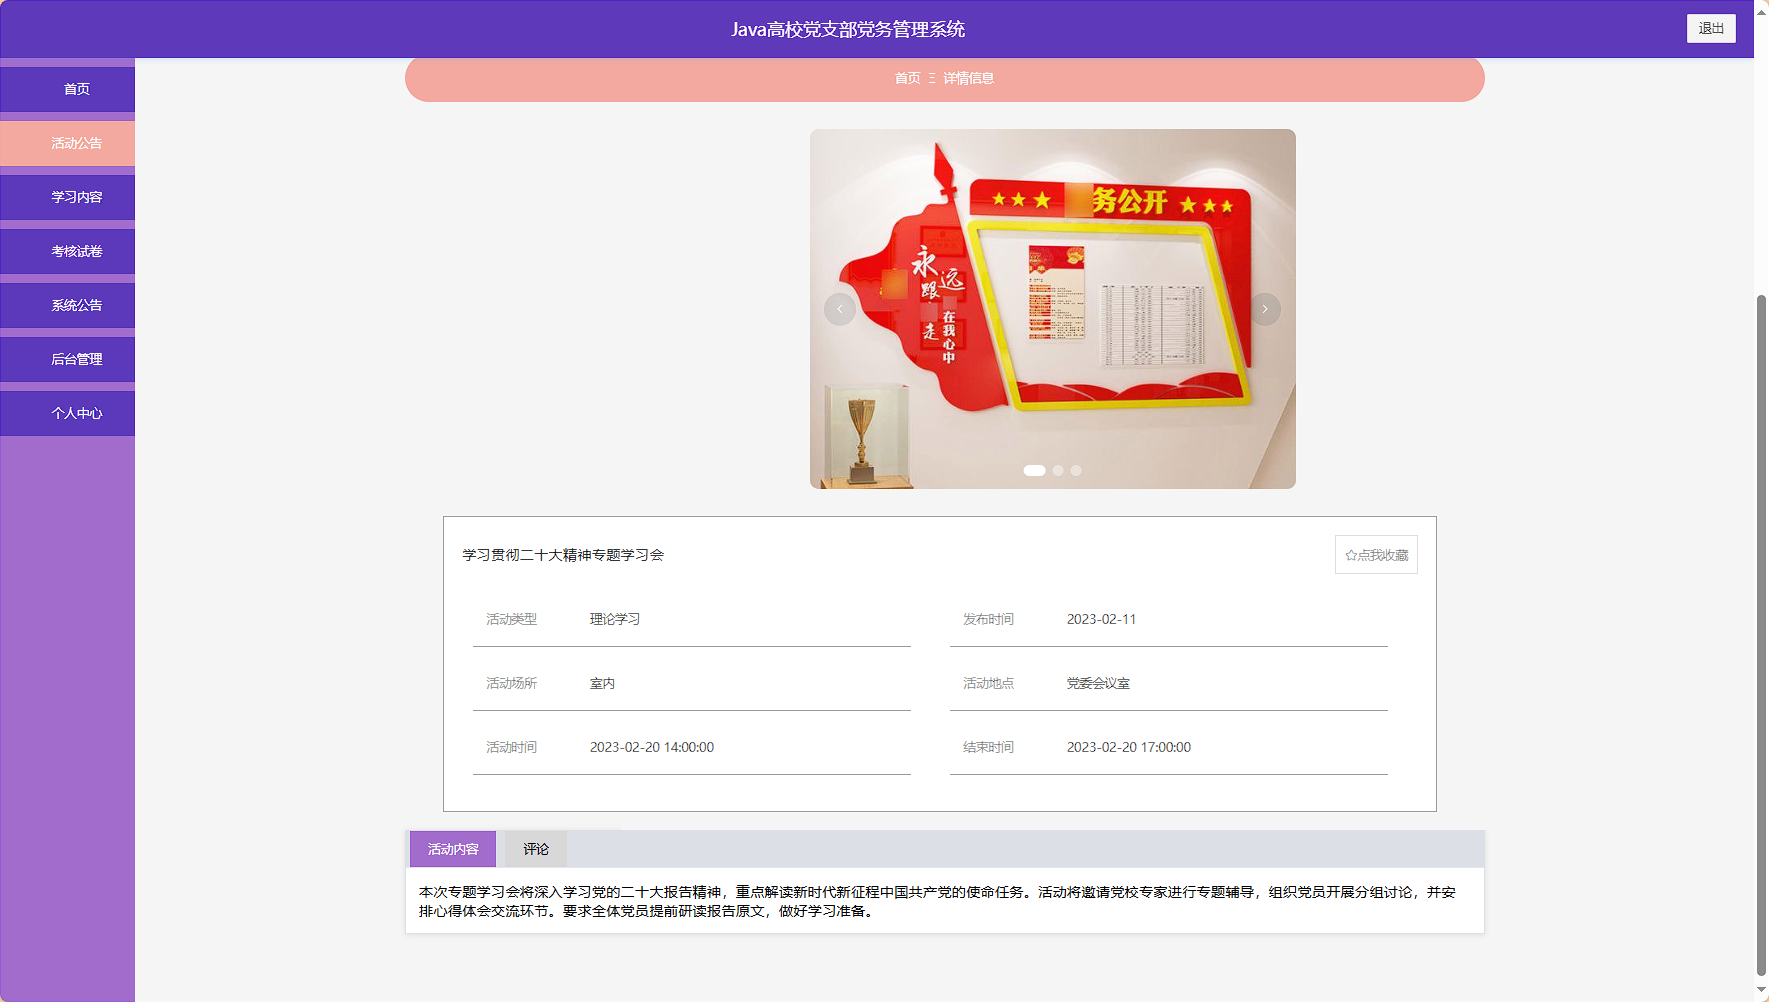 Java高校党支部党务管理系统
退出
首页
活动公告
学习内容
考核试卷
系统公告
后台管理
个人中心
首页 Ξ 详情信息
务公开
永远
跟
走
在我心中
学习贯彻二十大精神专题学习会
☆点我收藏
活动类型 理论学习
发布时间 2023-02-11
活动场所 室内
活动地点 党委会议室
活动时间 2023-02-20 14:00:00
结束时间 2023-02-20 17:00:00
活动内容 评论
本次专题学习会将深入学习党的二十大报告精神，重点解读新时代新征程中国共产党的使命任务。活动将邀请党校专家进行专题辅导，组织党员开展分组讨论，并安
排心得体会交流环节。要求全体党员提前研读报告原文，做好学习准备。